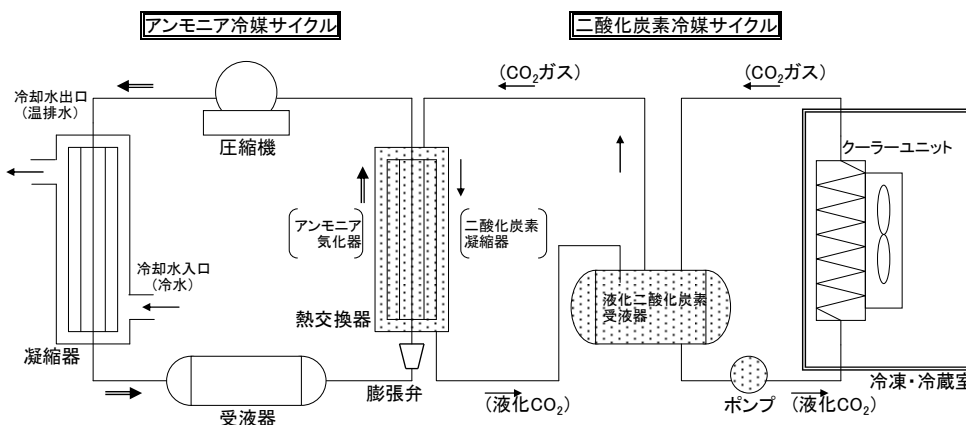 アンモニア冷媒サイクル
二酸化炭素冷媒サイクル
(CO₂ガス)
(CO₂ガス)
冷却水出口
(温排水)
圧縮機
クーラーユニット
アンモニア
気化器
二酸化炭素
凝縮器
冷却水入口
(冷水)
液化二酸化炭素
受液器
熱交換器
凝縮器
膨張弁
受液器
(液化CO₂)
ポンプ
(液化CO₂)
冷凍・冷蔵室